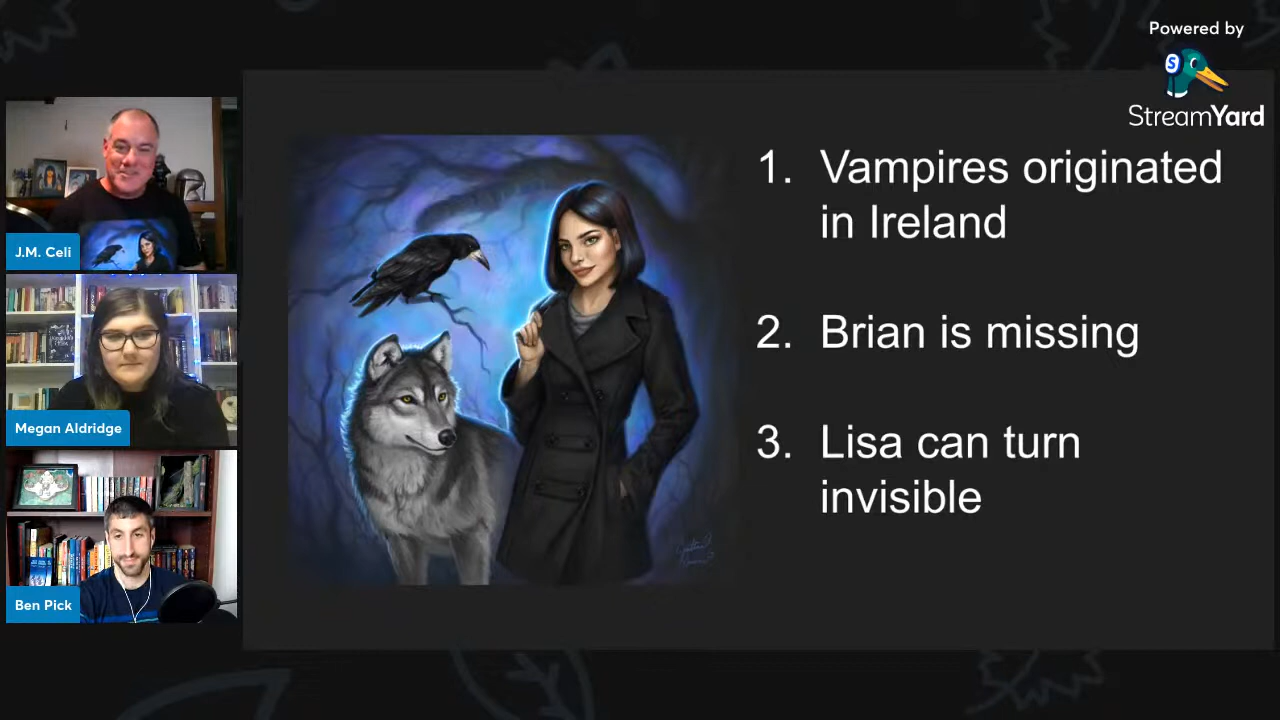 Powered by
StreamYard
J.M. Celi
Megan Aldridge
Ben Pick
1. Vampires originated
in Ireland
2. Brian is missing
3. Lisa can turn
invisible